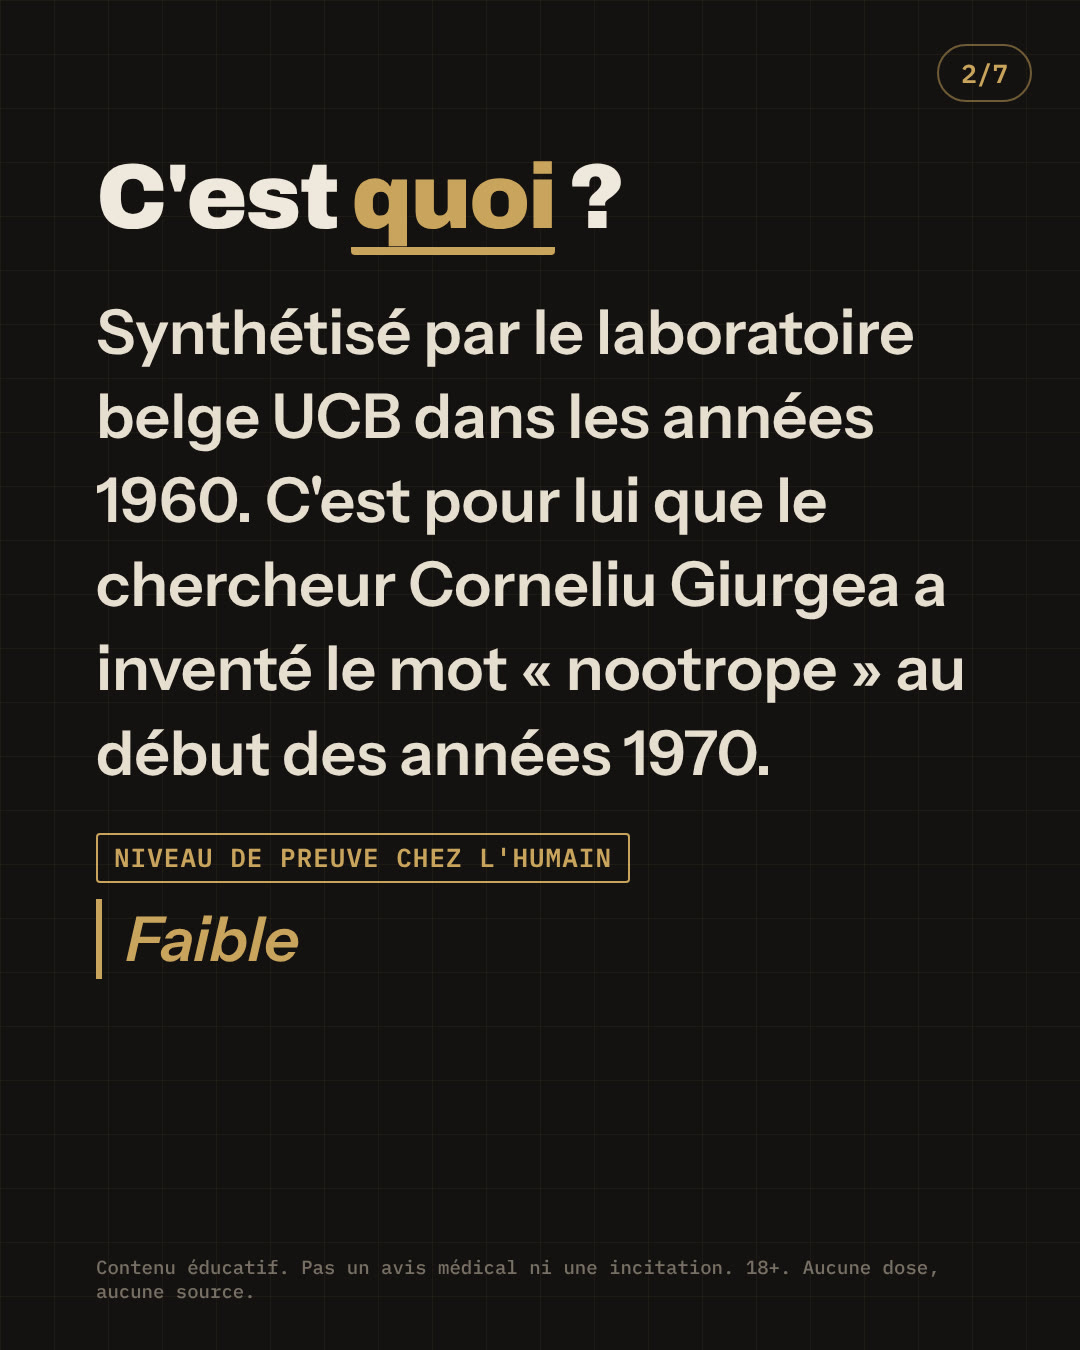 2/7
C'est quoi ?
Synthétisé par le laboratoire
belge UCB dans les années
1960. C'est pour lui que le
chercheur Corneliu Giurgea a
inventé le mot « nootrope » au
début des années 1970.
NIVEAU DE PREUVE CHEZ L'HUMAIN
Faible
Contenu éducatif. Pas un avis médical ni une incitation. 18+. Aucune dose,
aucune source.